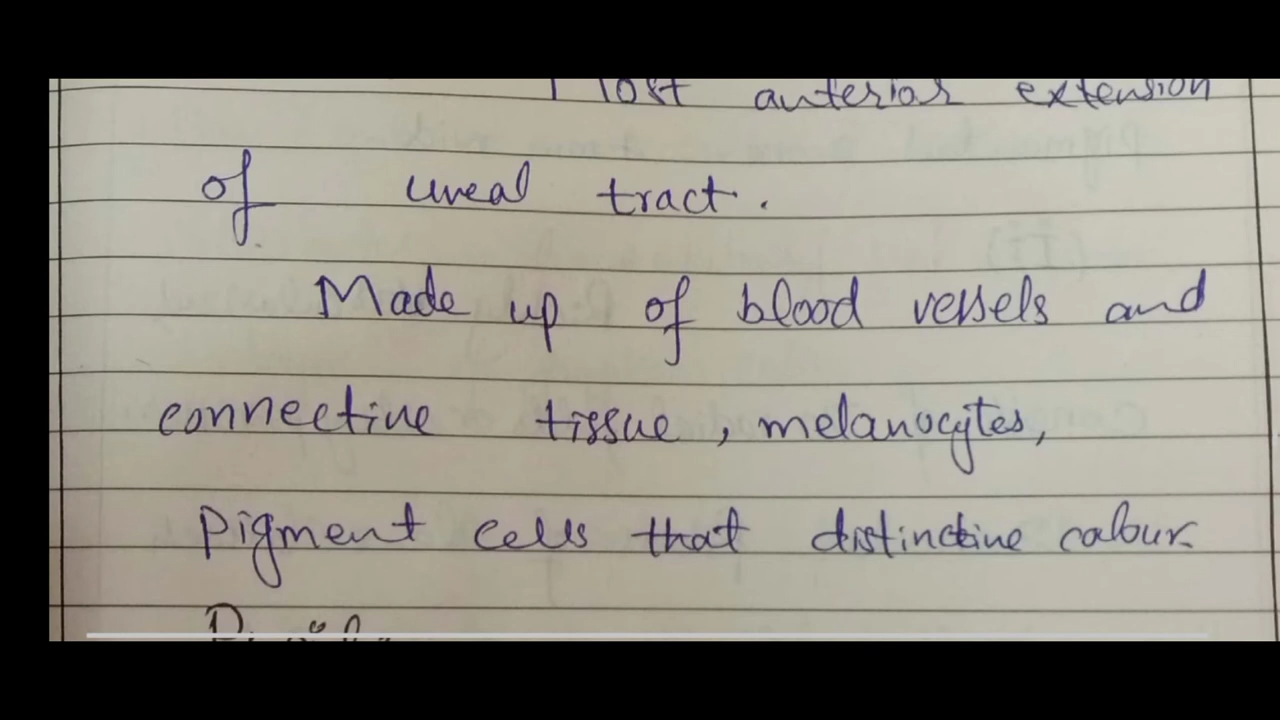 Most anterior extension
of uveal tract.
Made up of blood vessels and
connective tissue, melanocytes,
Pigment cells that distinctive colour.